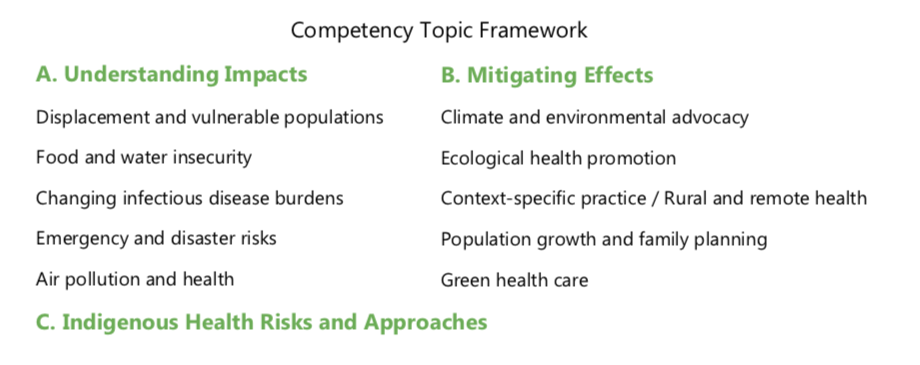 Competency Topic Framework
A. Understanding Impacts
Displacement and vulnerable populations
Food and water insecurity
Changing infectious disease burdens
Emergency and disaster risks
Air pollution and health
B. Mitigating Effects
Climate and environmental advocacy
Ecological health promotion
Context-specific practice / Rural and remote health
Population growth and family planning
Green health care
C. Indigenous Health Risks and Approaches